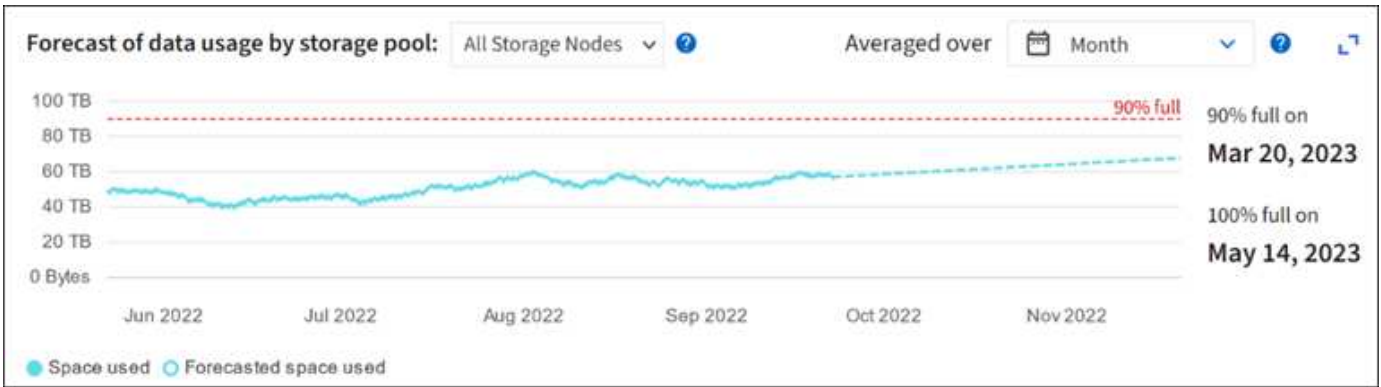 Forecast of data usage by storage pool: All Storage Nodes ? Averaged over Month ?
100 TB
90% full
80 TB
60 TB
40 TB
20 TB
0 Bytes
Jun 2022 Jul 2022 Aug 2022 Sep 2022 Oct 2022 Nov 2022
Space used Forecasted space used
90% full on
Mar 20, 2023
100% full on
May 14, 2023